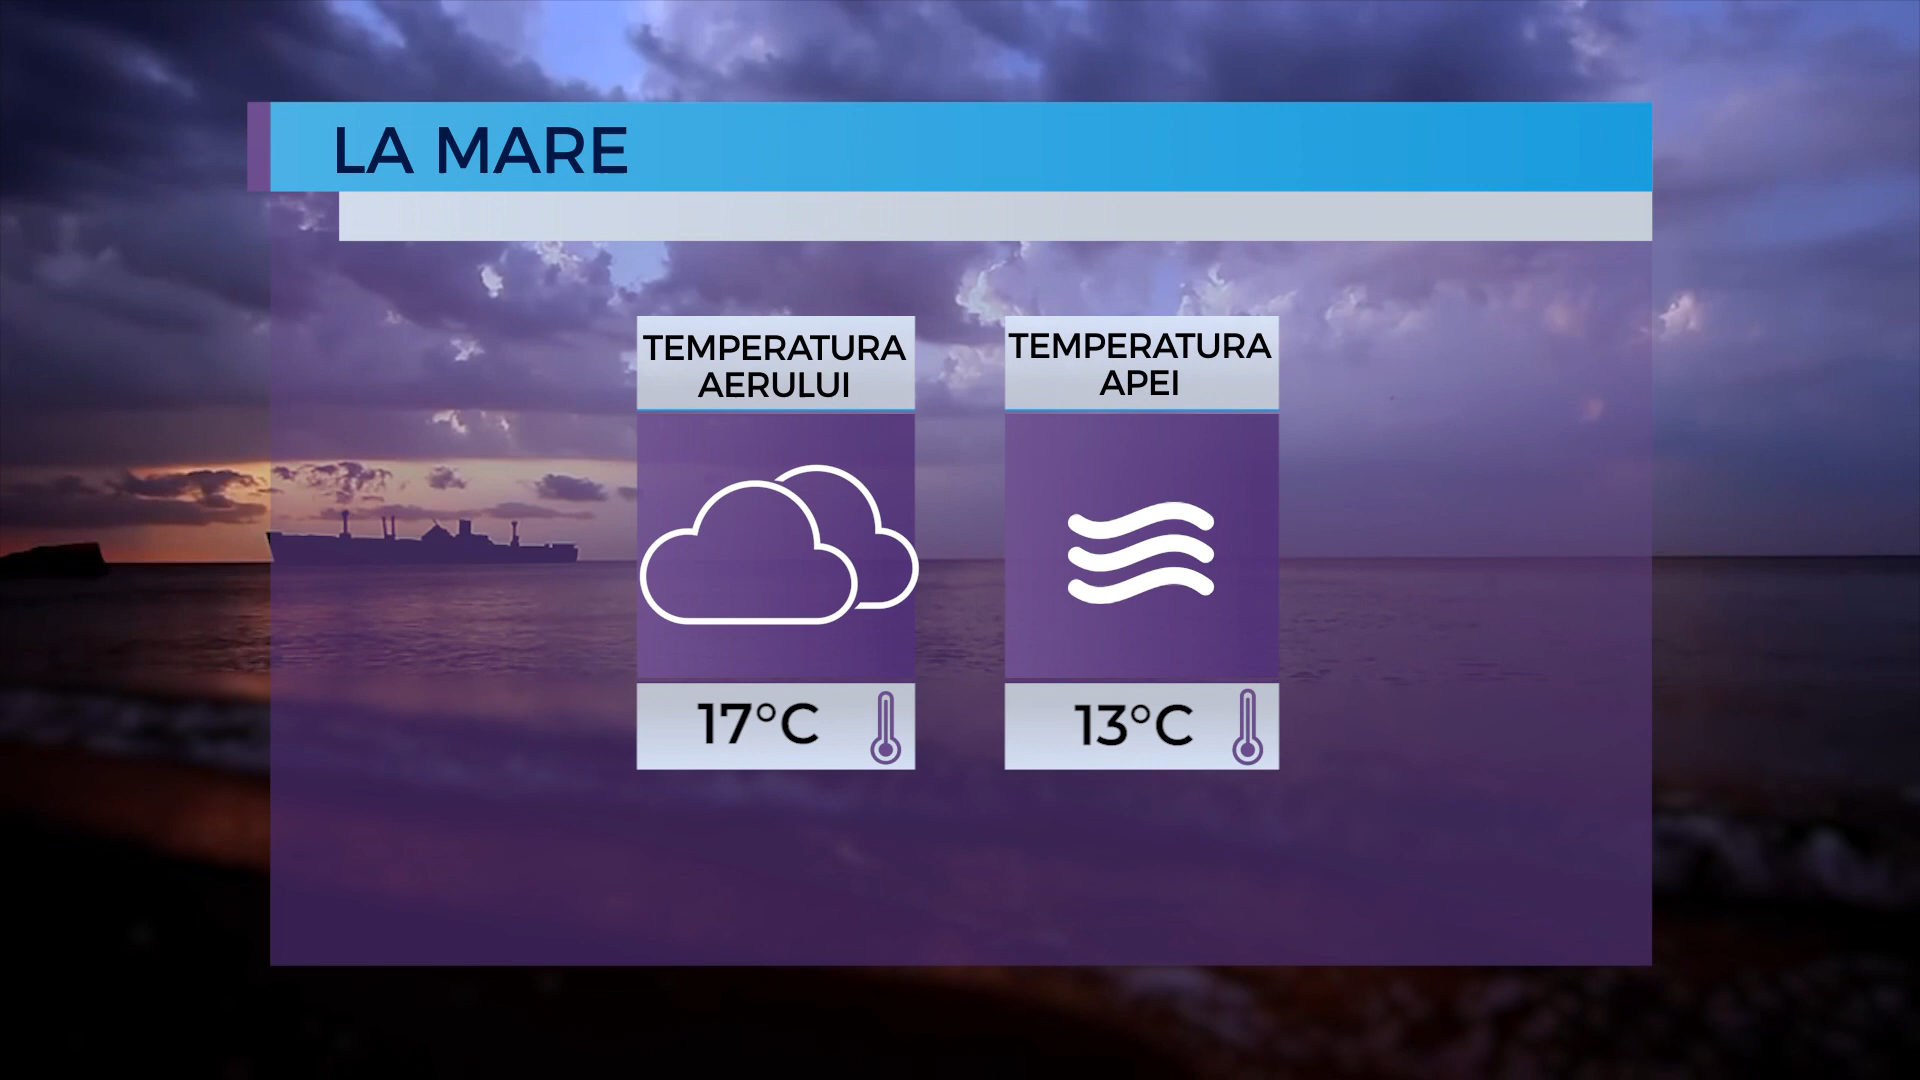 LA MARE
TEMPERATURA
AERULUI
17°C
TEMPERATURA
APEI
13°C